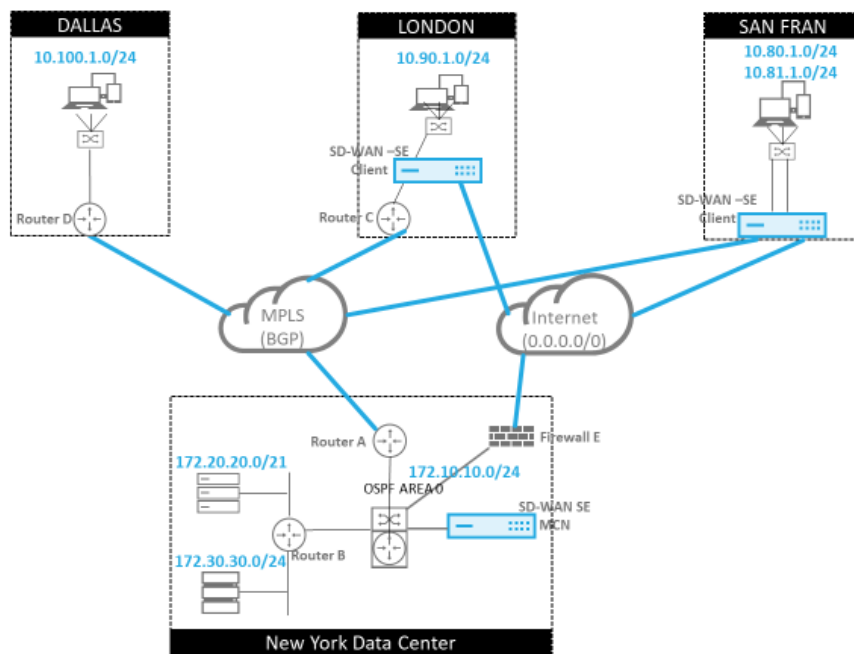 DALLAS
10.100.1.0/24
Router D
LONDON
10.90.1.0/24
SD-WAN –SE
Client
Router C
SAN FRAN
10.80.1.0/24
10.81.1.0/24
SD-WAN –SE
Client
MPLS
(BGP)
Internet
(0.0.0.0/0)
Router A
Firewall E
172.20.20.0/21
172.10.10.0/24
OSPF AREA 0
SD-WAN SE
MCN
Router B
172.30.30.0/24
New York Data Center